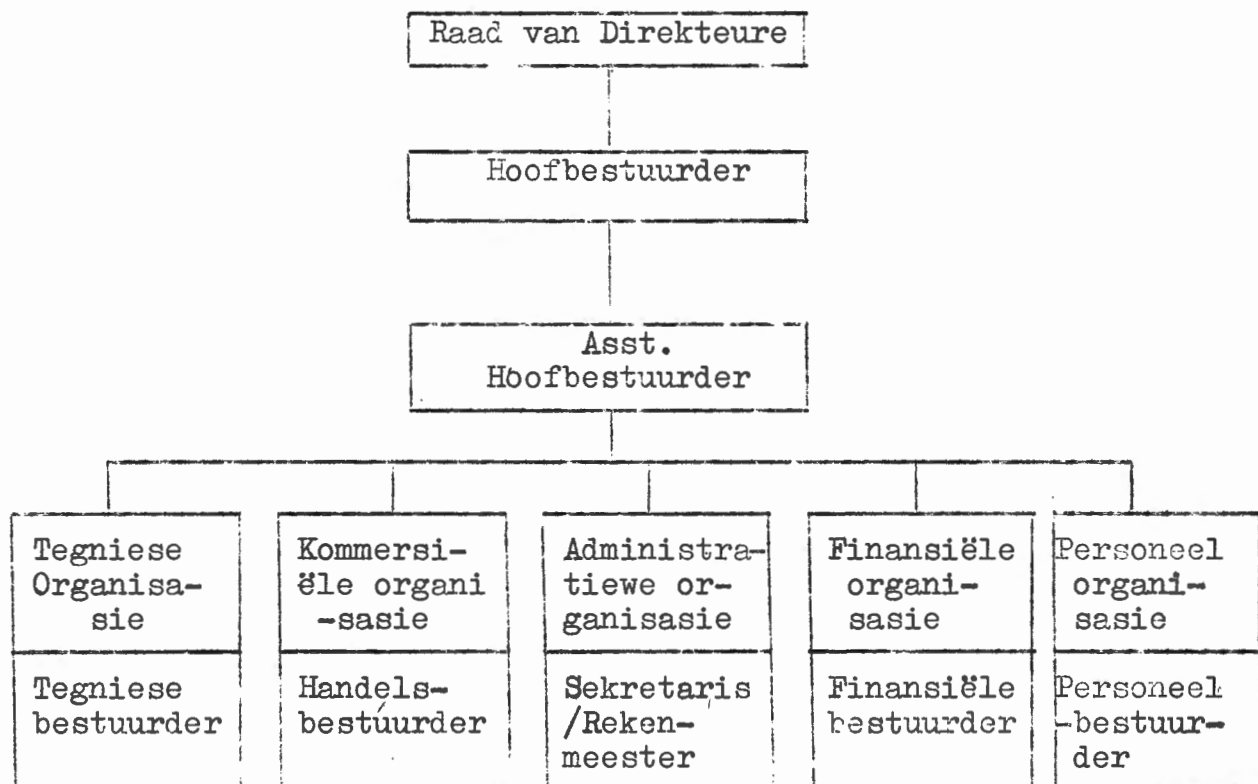 Raad van Direkteure
Hoofbestuurder
Asst.
Hoofbestuurder
Tegniese
Organisa-
sie
Kommersi-
ële organi
-sasie
Administra-
tiewe or-
ganisasie
Finansiële
organi-
sasie
Personeel
organi-
sasie
Tegniese
bestuurder
Handels-
bestuurder
Sekretaris
/Reken-
meester
Finansiële
bestuurder
Personeel
-bestuur-
der